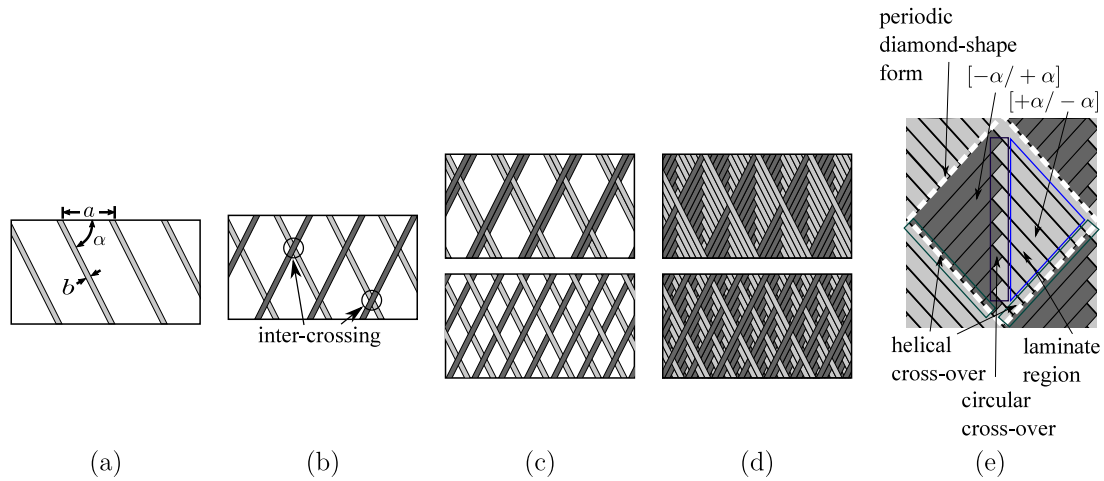 periodic
diamond-shape
form
[−α/ + α]
[+α/ − α]
a
α
b
inter-crossing
helical
cross-over
laminate
region
circular
cross-over
(a)
(b)
(c)
(d)
(e)